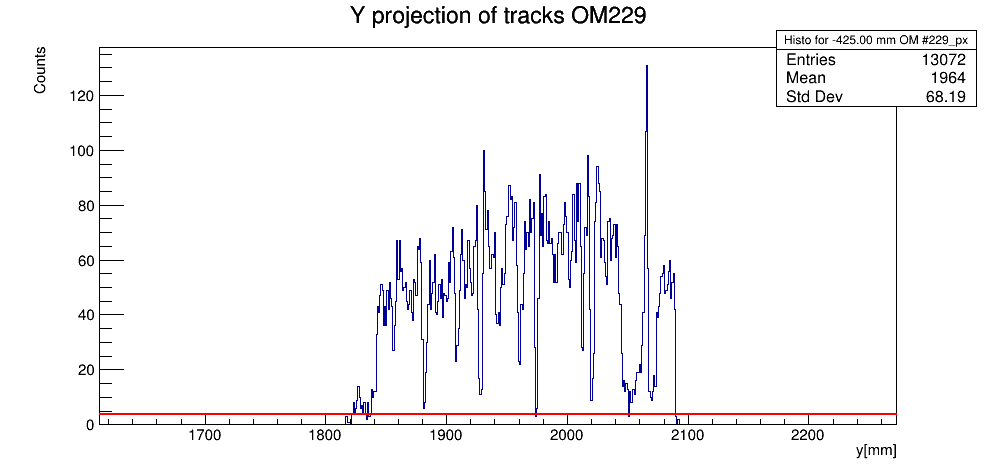 Y projection of tracks OM229
Histo for -425.00 mm OM #229_px
Entries 13072
Mean 1964
Std Dev 68.19
Counts
120
100
80
60
40
20
0
1700 1800 1900 2000 2100 2200
y[mm]